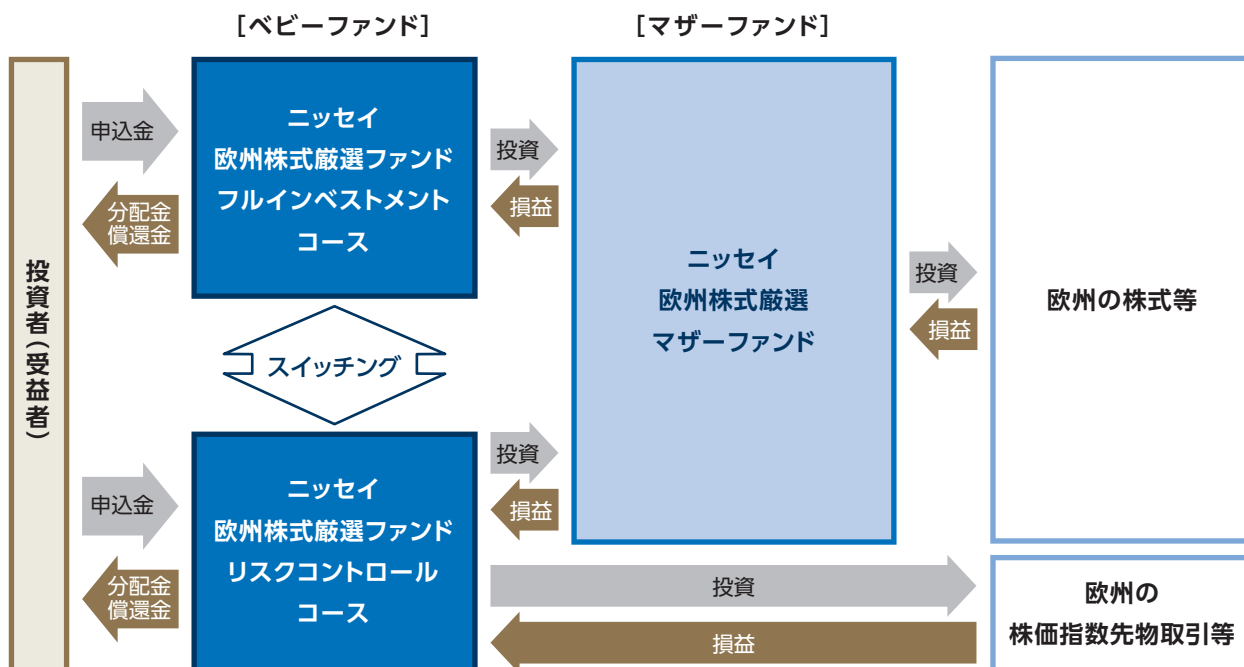 [ベビーファンド]
[マザーファンド]
投資者(受益者)
申込金
分配金
償還金
ニッセイ
欧州株式厳選ファンド
フルインベストメント
コース
投資
損益
スイッチング
申込金
分配金
償還金
ニッセイ
欧州株式厳選ファンド
リスクコントロール
コース
投資
損益
ニッセイ
欧州株式厳選
マザーファンド
投資
損益
欧州の株式等
投資
損益
欧州の
株価指数先物取引等